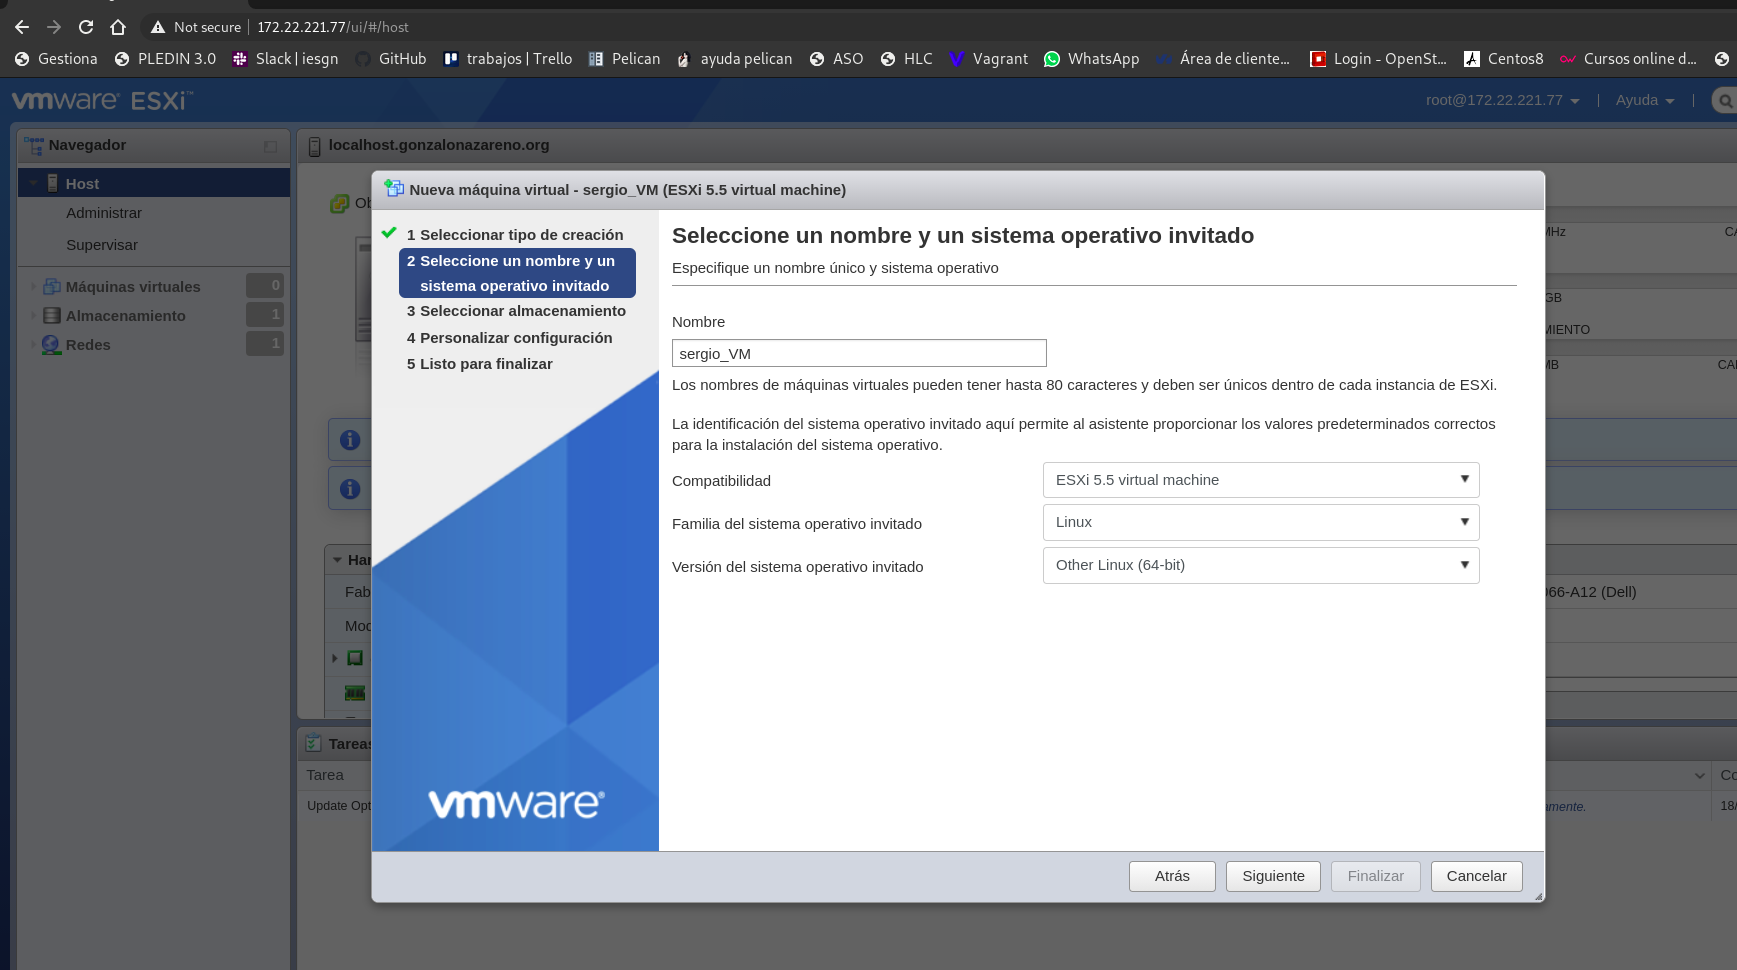 Not secure | 172.22.221.77/ui/#/host
Gestiona PLEDIN 3.0 Slack | iesgn GitHub trabajos | Trello Pelican ayuda pelican ASO HLC Vagrant WhatsApp Área de cliente... Login - OpenSt... Centos8 Cursos online d...
vmware ESXi™
root@172.22.221.77 | Ayuda |
Navegador
localhost.gonzalonazareno.org
Host
Administrar
Supervisar
Máquinas virtuales 0
Almacenamiento 1
Redes 1
Nueva máquina virtual - sergio_VM (ESXi 5.5 virtual machine)
1 Seleccionar tipo de creación
2 Seleccione un nombre y un
sistema operativo invitado
3 Seleccionar almacenamiento
4 Personalizar configuración
5 Listo para finalizar
vmware®
Seleccione un nombre y un sistema operativo invitado
Especifique un nombre único y sistema operativo
Nombre
sergio_VM
Los nombres de máquinas virtuales pueden tener hasta 80 caracteres y deben ser únicos dentro de cada instancia de ESXi.
La identificación del sistema operativo invitado aquí permite al asistente proporcionar los valores predeterminados correctos
para la instalación del sistema operativo.
Compatibilidad ESXi 5.5 virtual machine
Familia del sistema operativo invitado Linux
Versión del sistema operativo invitado Other Linux (64-bit)
Atrás Siguiente Finalizar Cancelar
MHz
GB
MIENTO
MB
Fab
Mod
066-A12 (Dell)
Tareas
Tarea
Update Opt
18/